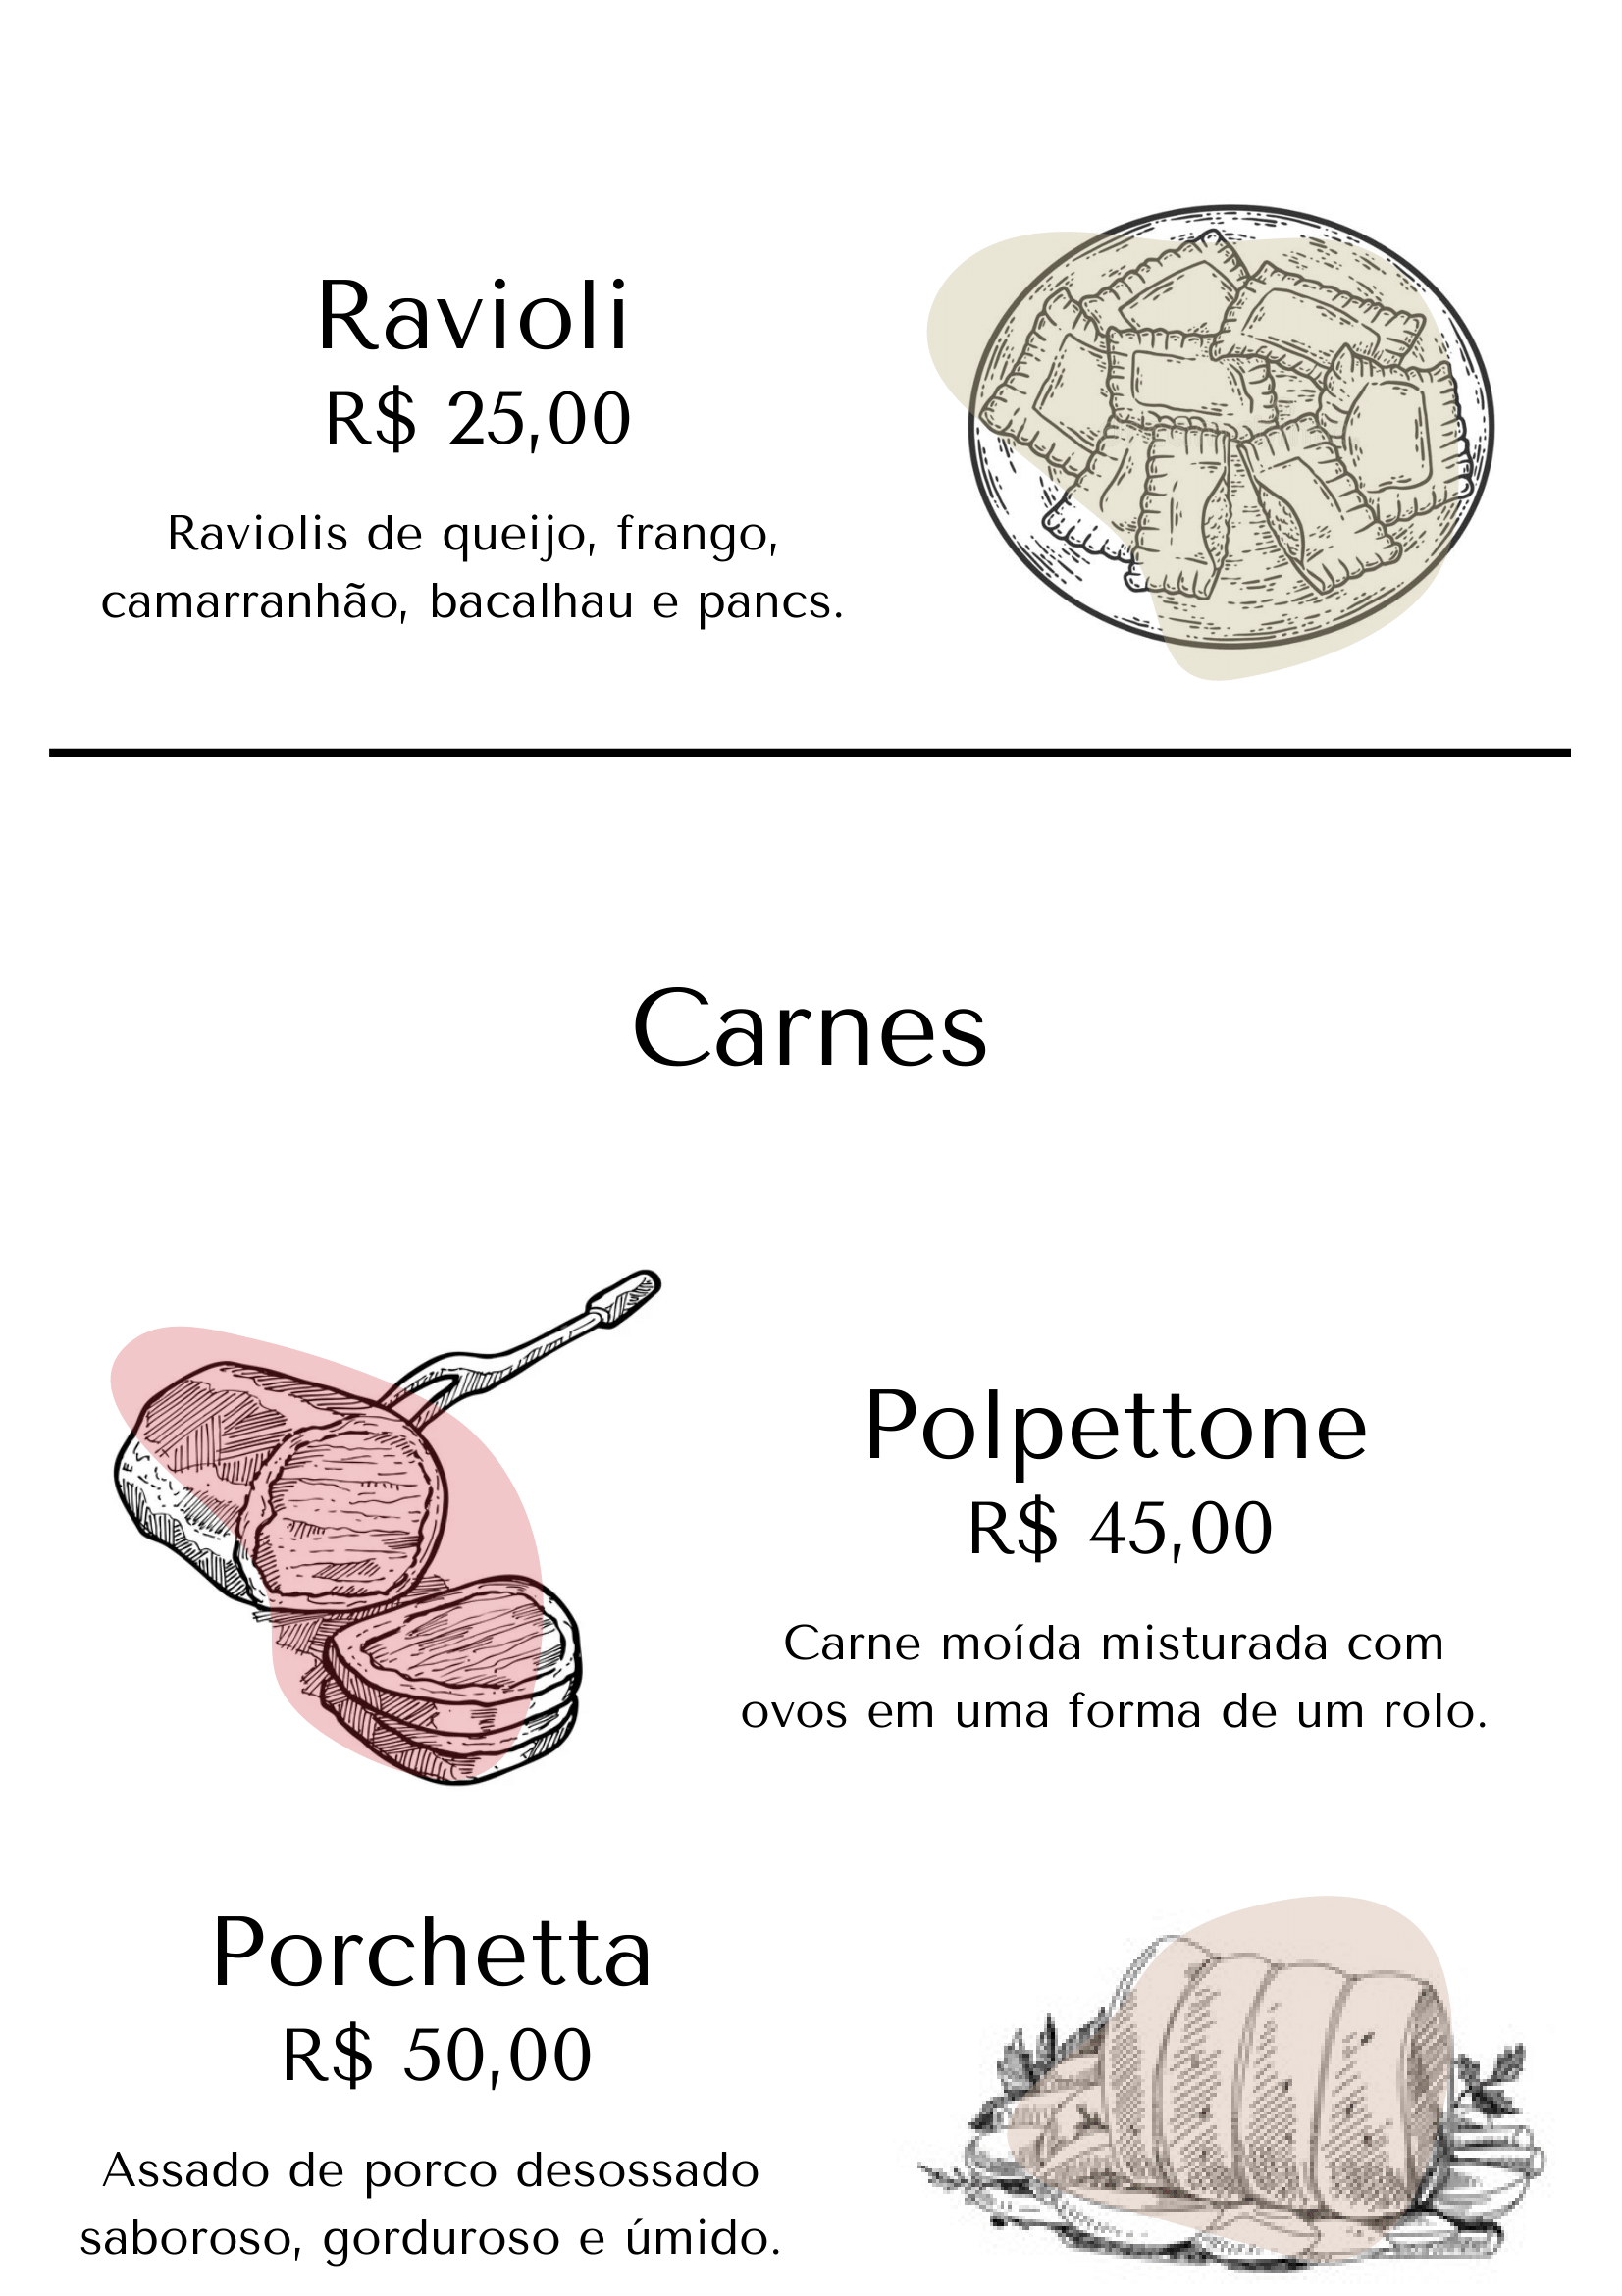 Ravioli
R$ 25,00
Raviolis de queijo, frango,
camarranhão, bacalhau e pancs.
Carnes
Polpettone
R$ 45,00
Carne moída misturada com
ovos em uma forma de um rolo.
Porchetta
R$ 50,00
Assado de porco desossado
saboroso, gorduroso e úmido.